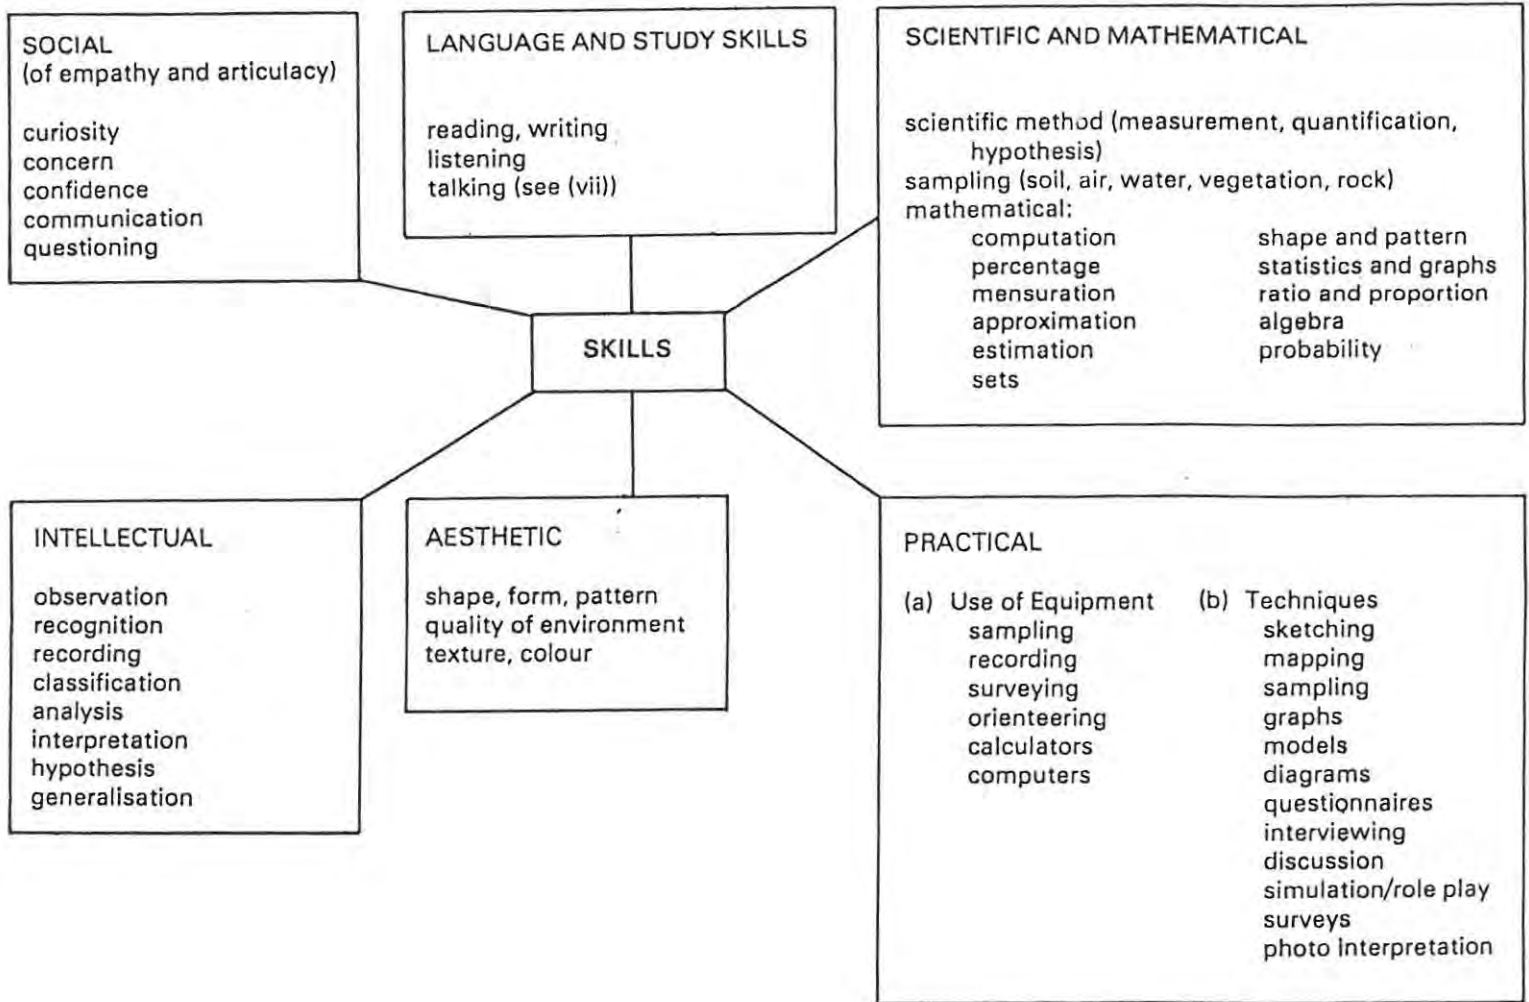 SOCIAL
(of empathy and articulacy)
curiosity
concern
confidence
communication
questioning
LANGUAGE AND STUDY SKILLS
reading, writing
listening
talking (see (vii))
SCIENTIFIC AND MATHEMATICAL
scientific method (measurement, quantification,
hypothesis)
sampling (soil, air, water, vegetation, rock)
mathematical:
computation
percentage
mensuration
approximation
estimation
sets
shape and pattern
statistics and graphs
ratio and proportion
algebra
probability
SKILLS
INTELLECTUAL
observation
recognition
recording
classification
analysis
interpretation
hypothesis
generalisation
AESTHETIC
shape, form, pattern
quality of environment
texture, colour
PRACTICAL
(a) Use of Equipment
sampling
recording
surveying
orienteering
calculators
computers
(b) Techniques
sketching
mapping
sampling
graphs
models
diagrams
questionnaires
interviewing
discussion
simulation/role play
surveys
photo interpretation